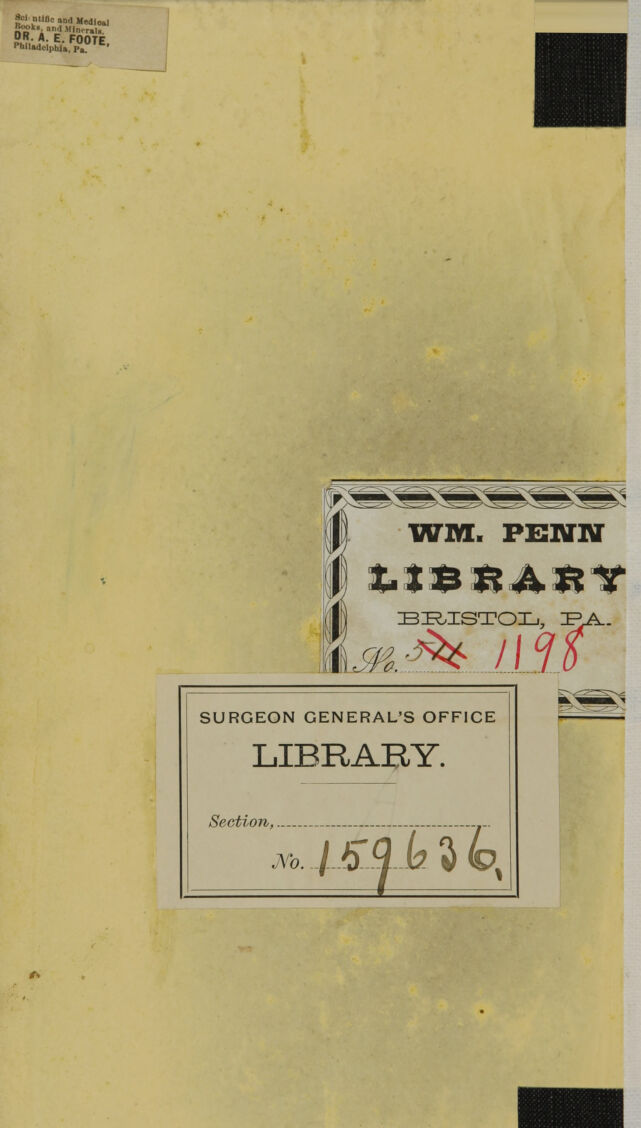 Scientific and Medical
Books, and Minerals.
DR. A. E. FOOTE,
Philadelphia, Pa.
WM. PENN
LIBRARY
BRISTOL, PA.
No. 511 1198
SURGEON GENERAL'S OFFICE
LIBRARY.
Section,
No. 159636.